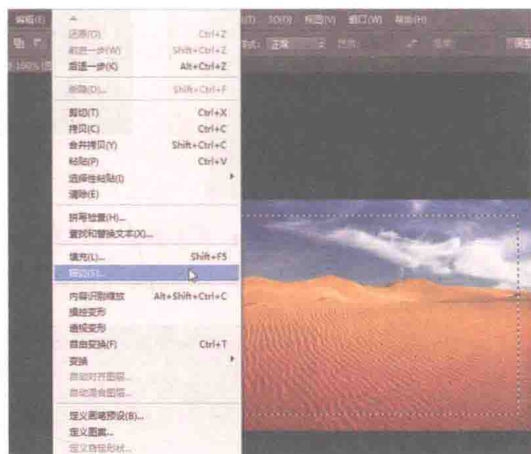 编辑(E) (T) 3D(D) 视图(V) 窗口(W) 帮助(H)
正常
100%
还原(O) Ctrl+Z
前进一步(W) Shift+Ctrl+Z
后退一步(K) Alt+Ctrl+Z
渐隐(D)... Shift+Ctrl+F
剪切(T) Ctrl+X
拷贝(C) Ctrl+C
合并拷贝(Y) Shift+Ctrl+C
粘贴(P) Ctrl+V
选择性粘贴(I)
清除(E)
拼写检查(H)...
查找和替换文本(X)...
填充(L)... Shift+F5
描边(S)...
内容识别缩放 Alt+Shift+Ctrl+C
操控变形
透视变形
自由变换(F) Ctrl+T
变换
自动对齐图层...
自动混合图层...
定义画笔预设(B)...
定义图案...
定义自定形状...